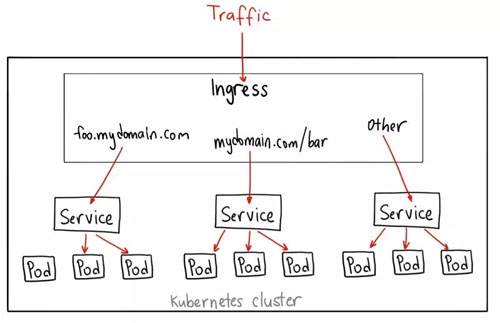 Traffic
Ingress
foo.mydomain.com
mydomain.com/bar
Other
Service
Service
Service
Pod
Pod
Pod
Pod
Pod
Pod
Pod
Pod
Pod
Kubernetes cluster